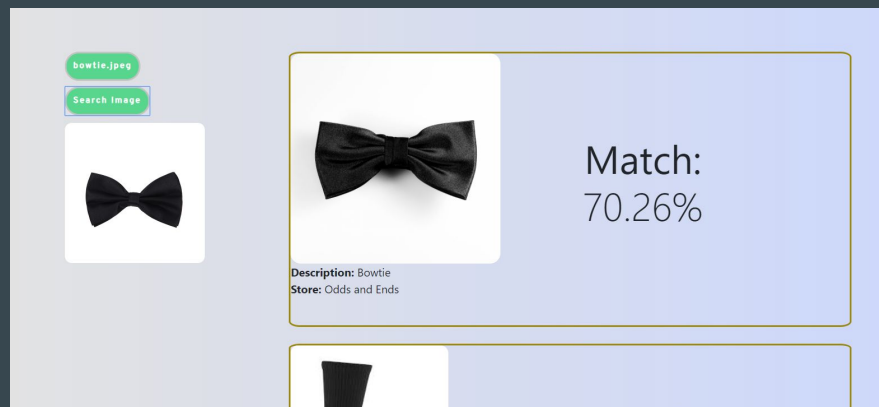 bowtie.jpeg
Search Image
Match:
70.26%
Description: Bowtie
Store: Odds and Ends